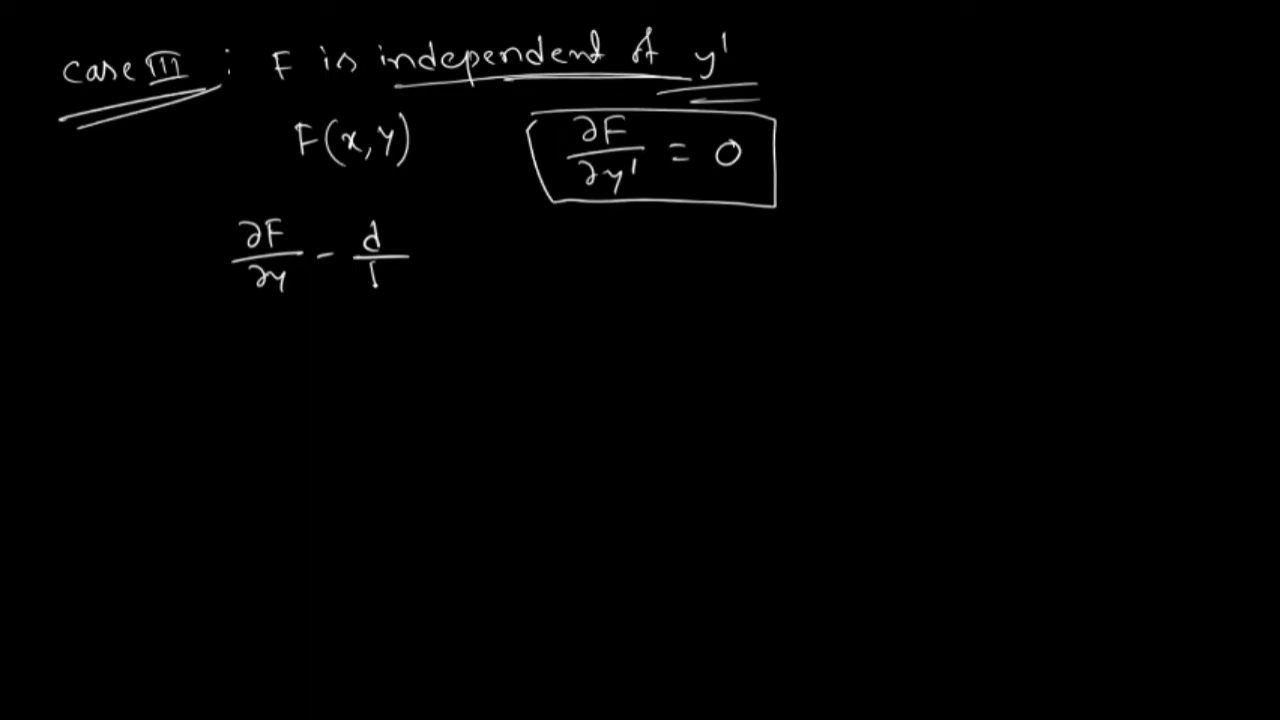 case III : F is independent of y'
F(x, y)
∂F/∂y' = 0
∂F/∂y - d/